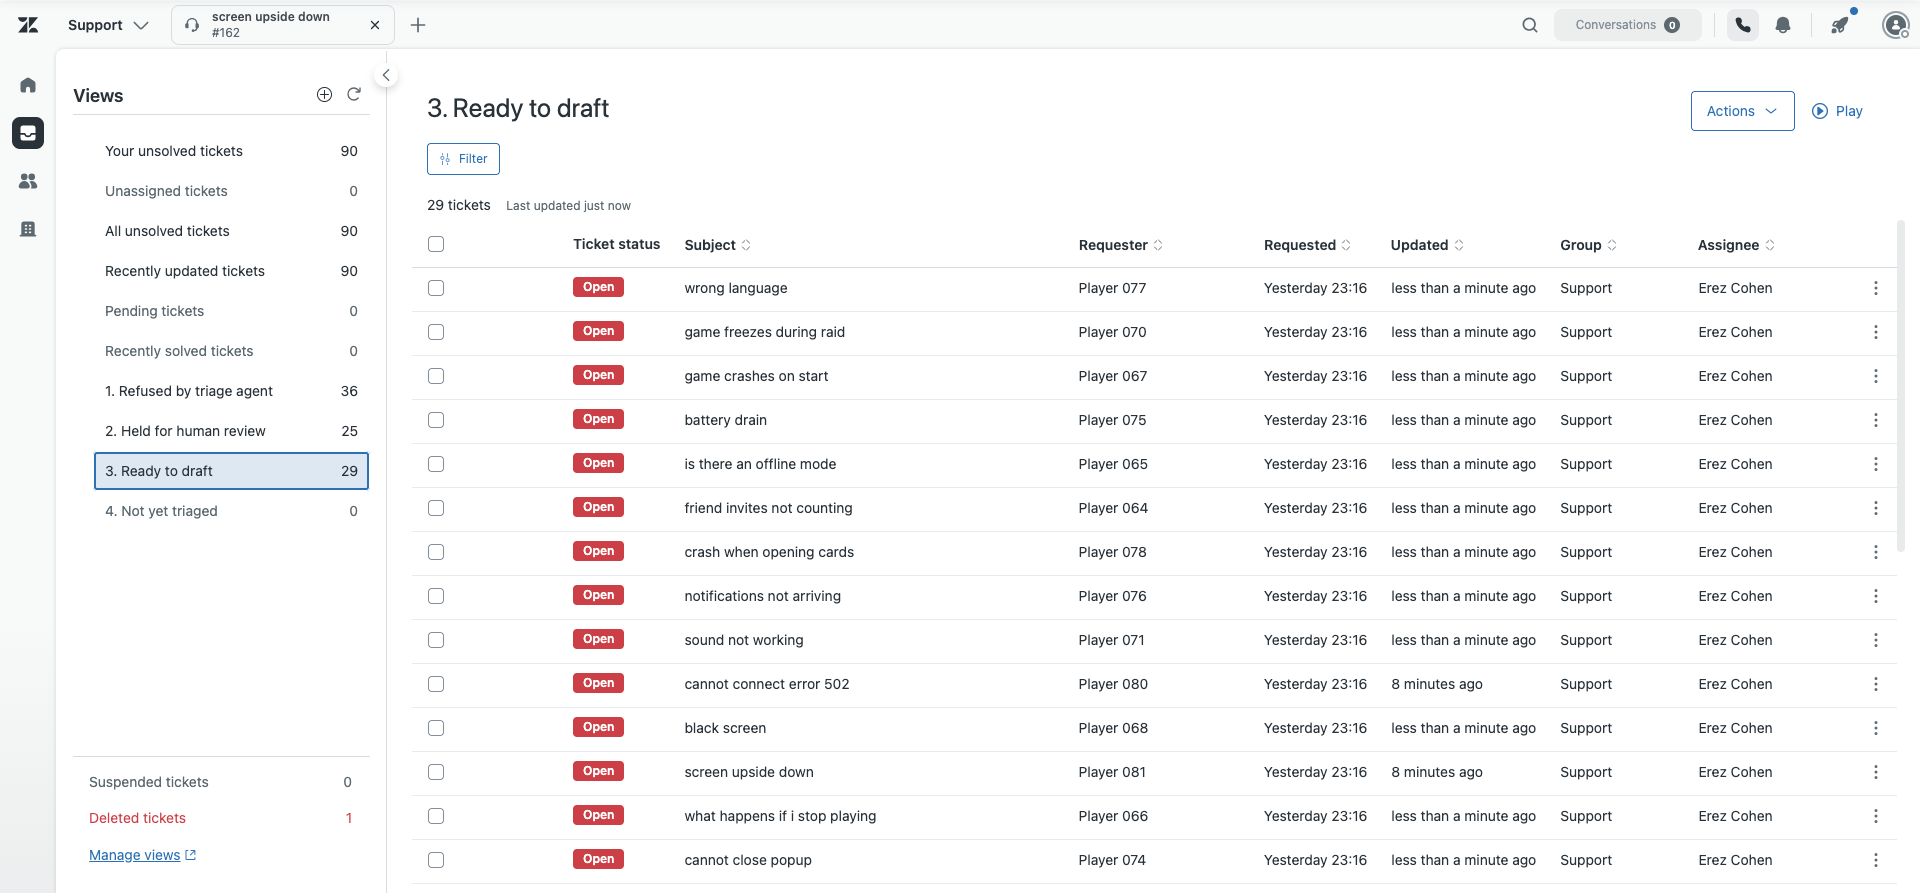 Support
screen upside down
#162
Conversations 0
Views
Your unsolved tickets 90
Unassigned tickets 0
All unsolved tickets 90
Recently updated tickets 90
Pending tickets 0
Recently solved tickets 0
1. Refused by triage agent 36
2. Held for human review 25
3. Ready to draft 29
4. Not yet triaged 0
Suspended tickets 0
Deleted tickets 1
Manage views
3. Ready to draft
Actions Play
Filter
29 tickets Last updated just now
Ticket status Subject Requester Requested Updated Group Assignee
Open wrong language Player 077 Yesterday 23:16 less than a minute ago Support Erez Cohen
Open game freezes during raid Player 070 Yesterday 23:16 less than a minute ago Support Erez Cohen
Open game crashes on start Player 067 Yesterday 23:16 less than a minute ago Support Erez Cohen
Open battery drain Player 075 Yesterday 23:16 less than a minute ago Support Erez Cohen
Open is there an offline mode Player 065 Yesterday 23:16 less than a minute ago Support Erez Cohen
Open friend invites not counting Player 064 Yesterday 23:16 less than a minute ago Support Erez Cohen
Open crash when opening cards Player 078 Yesterday 23:16 less than a minute ago Support Erez Cohen
Open notifications not arriving Player 076 Yesterday 23:16 less than a minute ago Support Erez Cohen
Open sound not working Player 071 Yesterday 23:16 less than a minute ago Support Erez Cohen
Open cannot connect error 502 Player 080 Yesterday 23:16 8 minutes ago Support Erez Cohen
Open black screen Player 068 Yesterday 23:16 less than a minute ago Support Erez Cohen
Open screen upside down Player 081 Yesterday 23:16 8 minutes ago Support Erez Cohen
Open what happens if i stop playing Player 066 Yesterday 23:16 less than a minute ago Support Erez Cohen
Open cannot close popup Player 074 Yesterday 23:16 less than a minute ago Support Erez Cohen